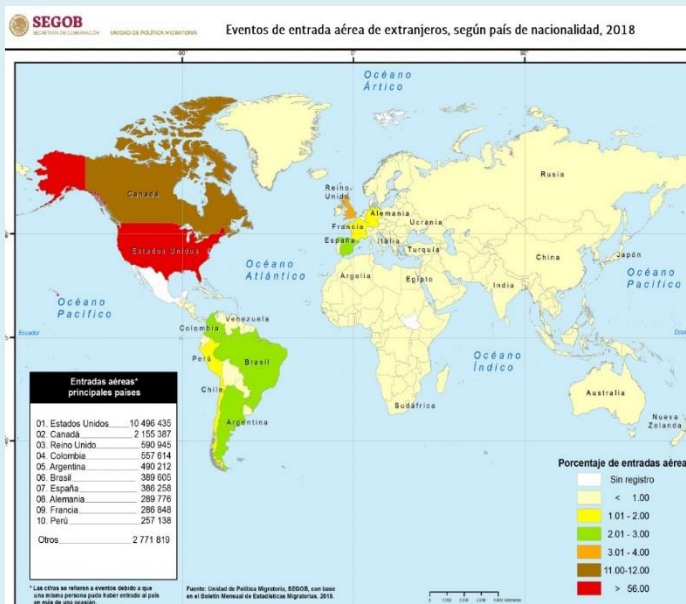 SEGOB
SECRETARÍA DE GOBERNACIÓN
UNIDAD DE POLÍTICA MIGRATORIA
Eventos de entrada aérea de extranjeros, según país de nacionalidad, 2018
0°
Océano
Ártico
Rusia
Canadá
Reino
Unido
Alemania
Ucrania
Francia
España
Italia
Turquía
Estados Unidos
Océano
Atlántico
China
Japón
Océano
Pacífico
Argelia
Egipto
India
Océano
Pacífico
Ecuador
Venezuela
Colombia
Ecuador
Perú
Brasil
Océano
Índico
Chile
Australia
Argentina
Sudáfrica
Nueva
Zelanda
Entradas aéreas*
principales países
01. Estados Unidos 10 496 435
02. Canadá 2 155 387
03. Reino Unido 590 945
04. Colombia 557 614
05. Argentina 490 212
06. Brasil 389 605
07. España 386 258
08. Alemania 289 776
09. Francia 286 848
10. Perú 257 138
Otros 2 771 819
Porcentaje de entradas aéreas
Sin registro
< 1.00
1.01 - 2.00
2.01 - 3.00
3.01 - 4.00
11.00-12.00
> 56.00
* Las cifras se refieren a eventos debido a que
una misma persona pudo haber entrado al país
en más de una ocasión.
Fuente: Unidad de Política Migratoria, SEGOB, con base
en el Boletín Mensual de Estadísticas Migratorias, 2018.